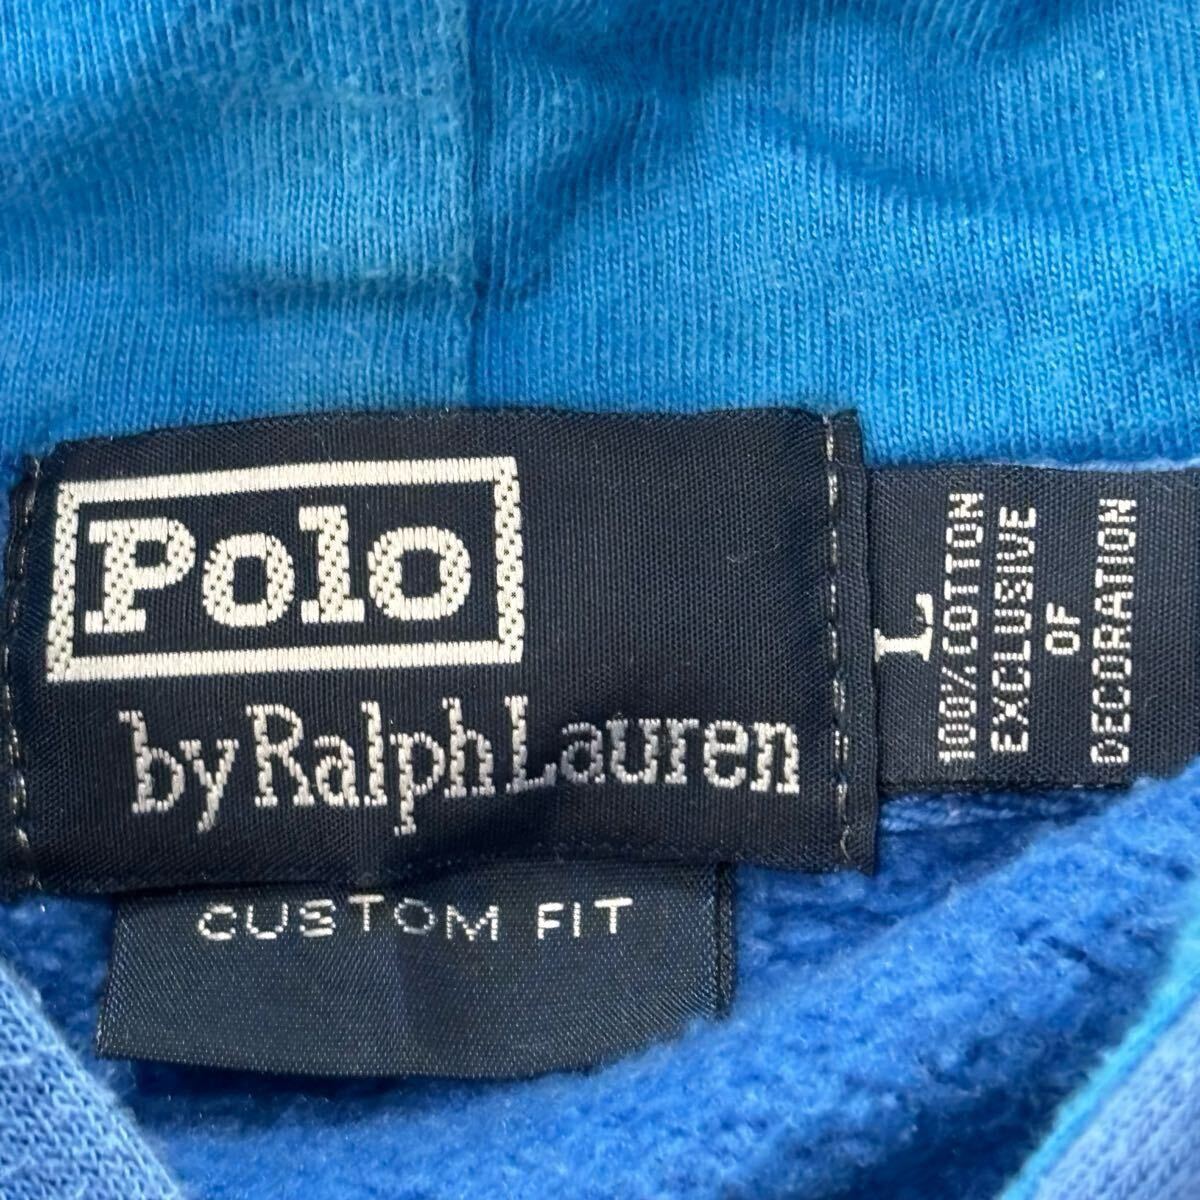 Polo
by Ralph Lauren
CUSTOM FIT
L
100% COTTON
EXCLUSIVE
OF
DECORATION